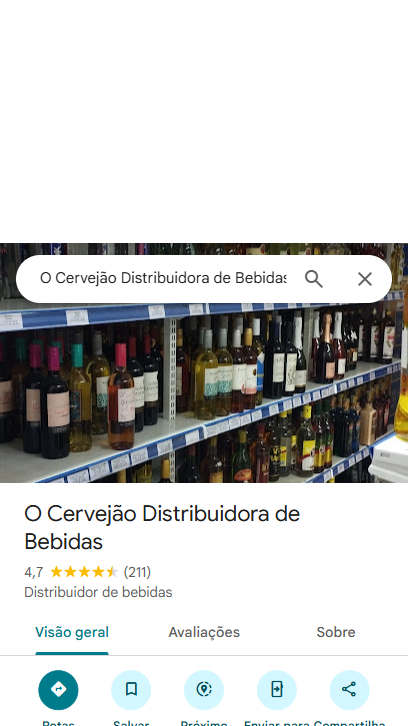 O Cervejão Distribuidora de Bebidas
O Cervejão Distribuidora de
Bebidas
4,7 (211)
Distribuidor de bebidas
Visão geral Avaliações Sobre
Rotas Salvar Próximo Enviar para Compartilha